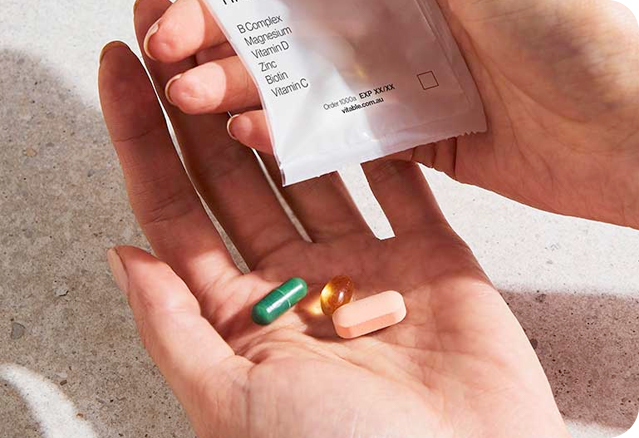 B Complex
Magnesium
Vitamin D
Zinc
Biotin
Vitamin C
Order 1000a EXP XX/XX
vitable.com.au